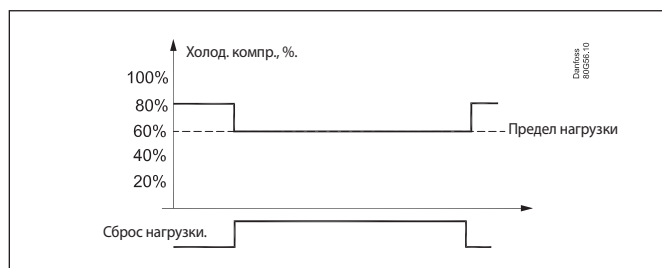 Холод. компр., %.
100%
80%
60%
40%
20%
Предел нагрузки
Сброс нагрузки.
Danfoss
80G56.10